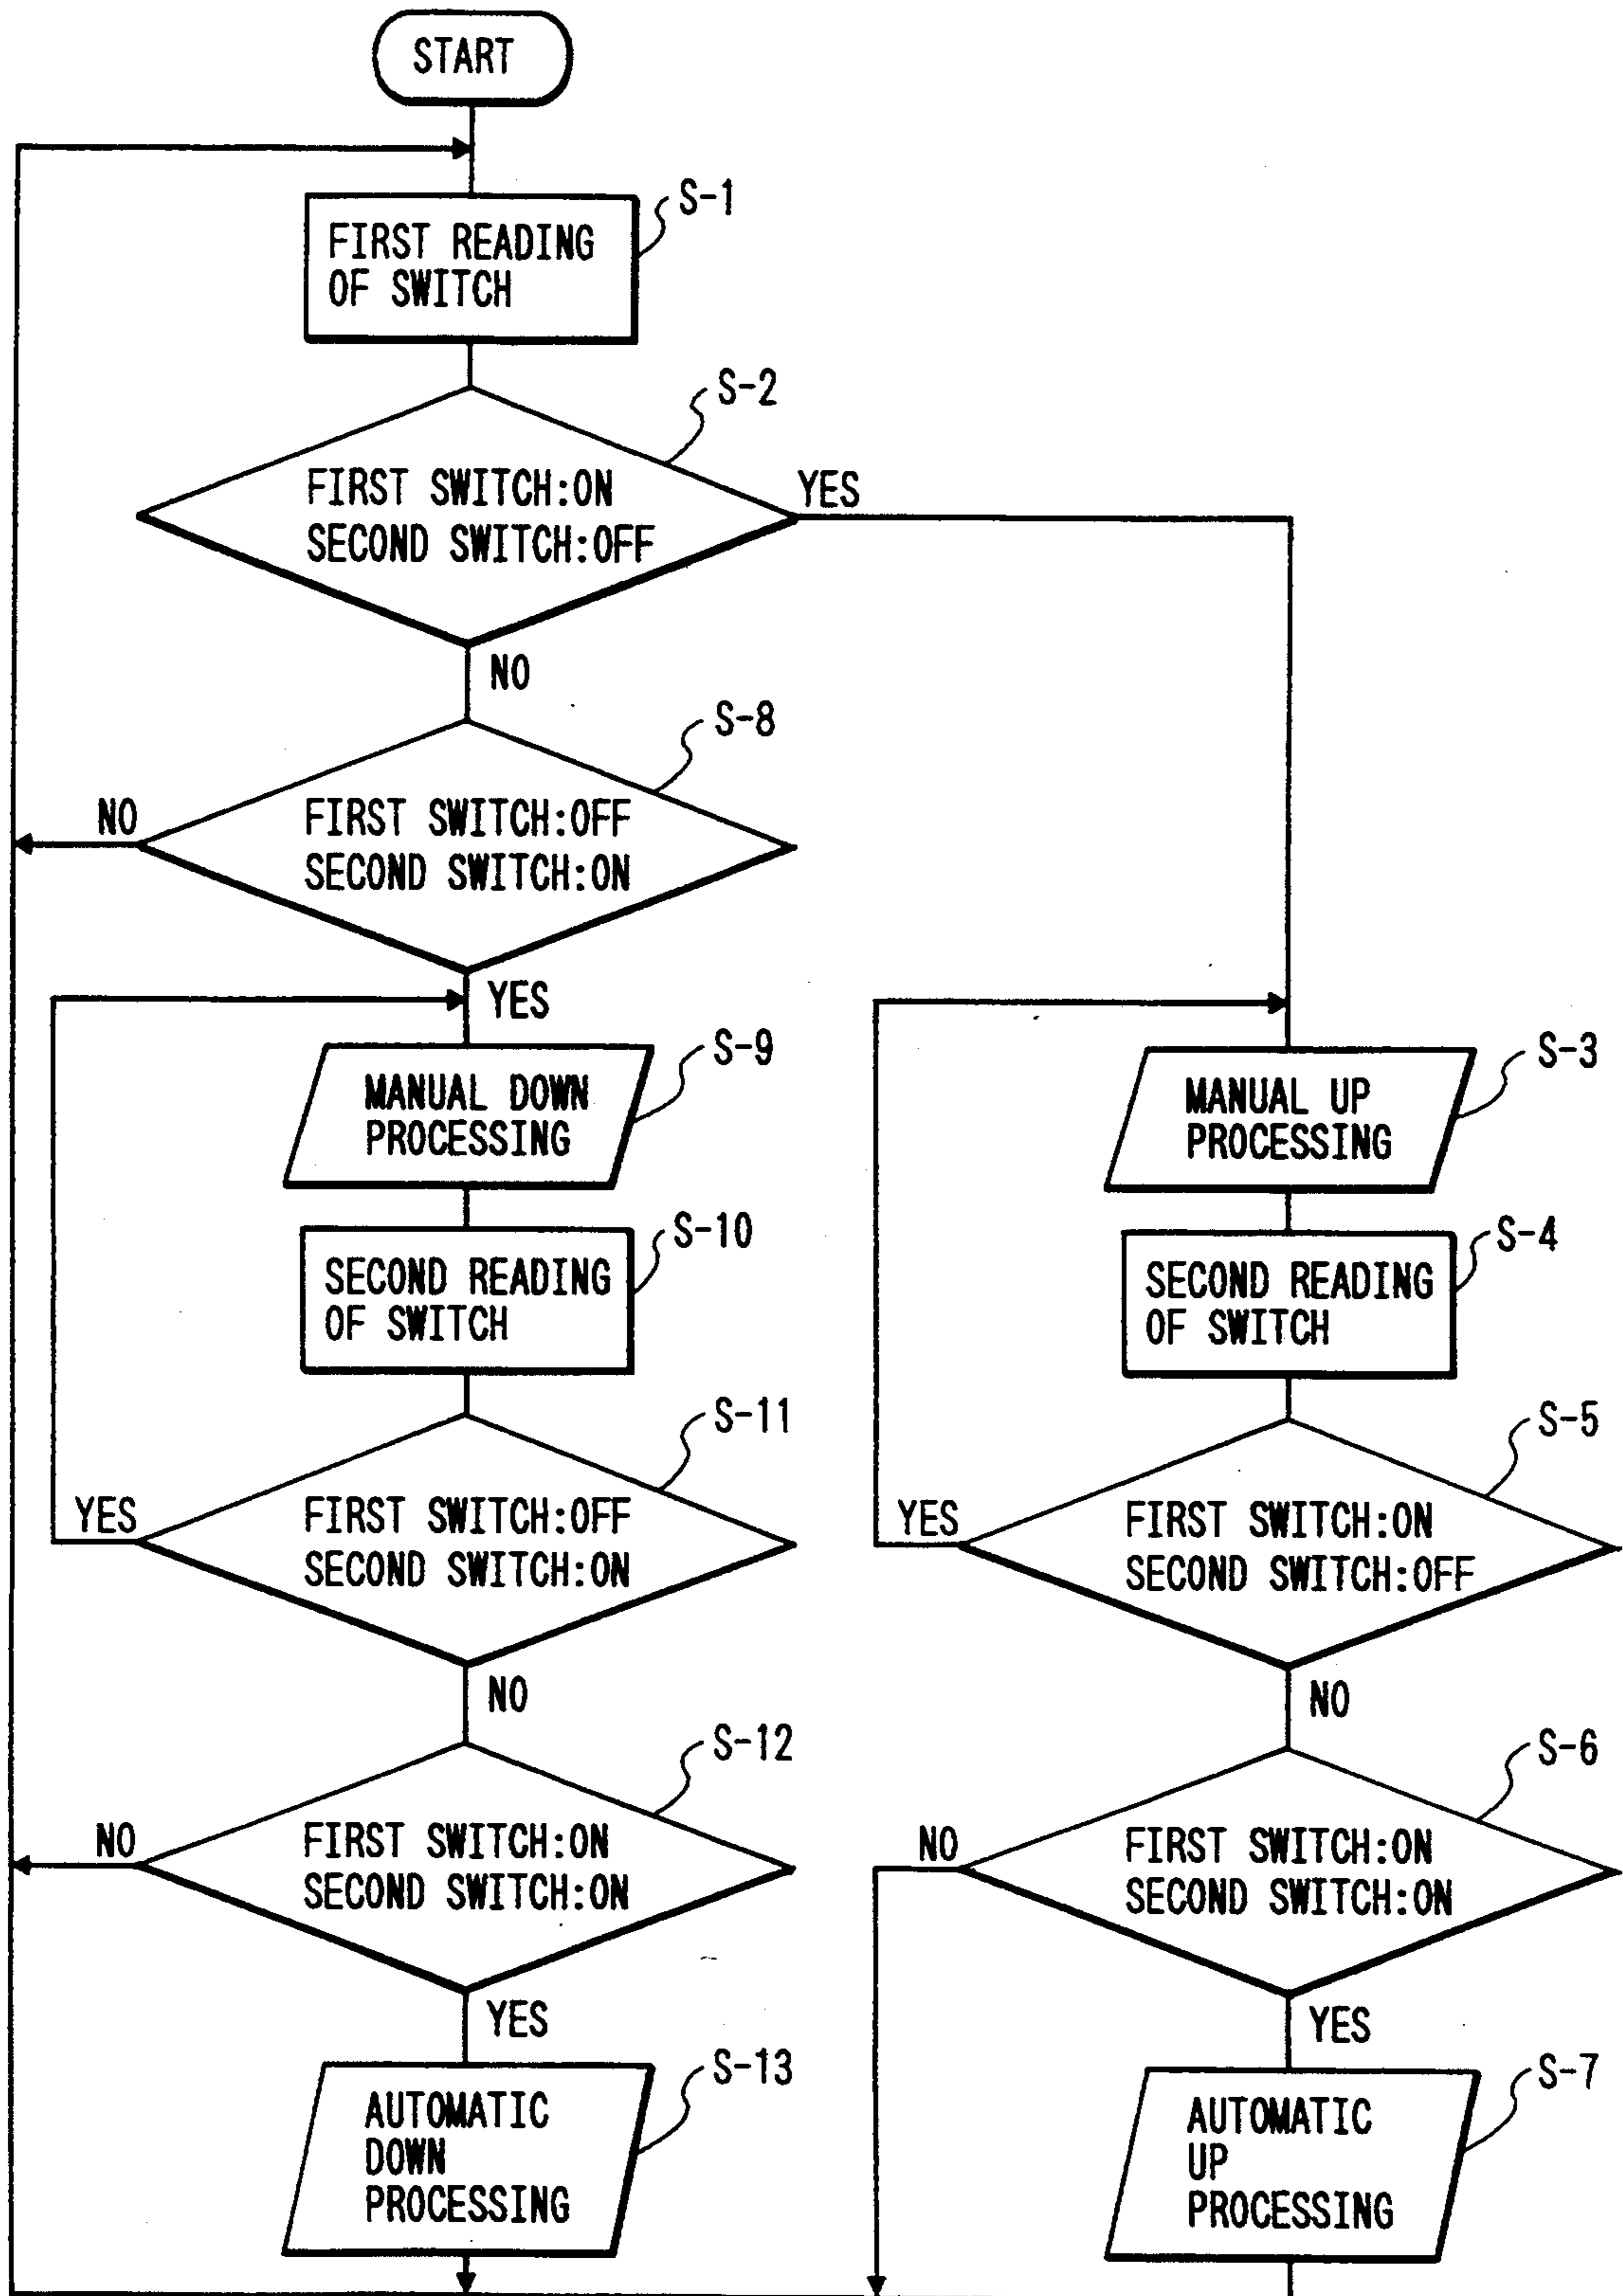 START
S-1
FIRST READING
OF SWITCH
S-2
FIRST SWITCH:ON
SECOND SWITCH:OFF
YES
NO
S-8
FIRST SWITCH:OFF
SECOND SWITCH:ON
NO
YES
S-9
MANUAL DOWN
PROCESSING
S-10
SECOND READING
OF SWITCH
S-11
FIRST SWITCH:OFF
SECOND SWITCH:ON
YES
NO
S-12
FIRST SWITCH:ON
SECOND SWITCH:ON
NO
YES
S-13
AUTOMATIC
DOWN
PROCESSING
S-3
MANUAL UP
PROCESSING
S-4
SECOND READING
OF SWITCH
S-5
FIRST SWITCH:ON
SECOND SWITCH:OFF
YES
NO
S-6
FIRST SWITCH:ON
SECOND SWITCH:ON
NO
YES
S-7
AUTOMATIC
UP
PROCESSING